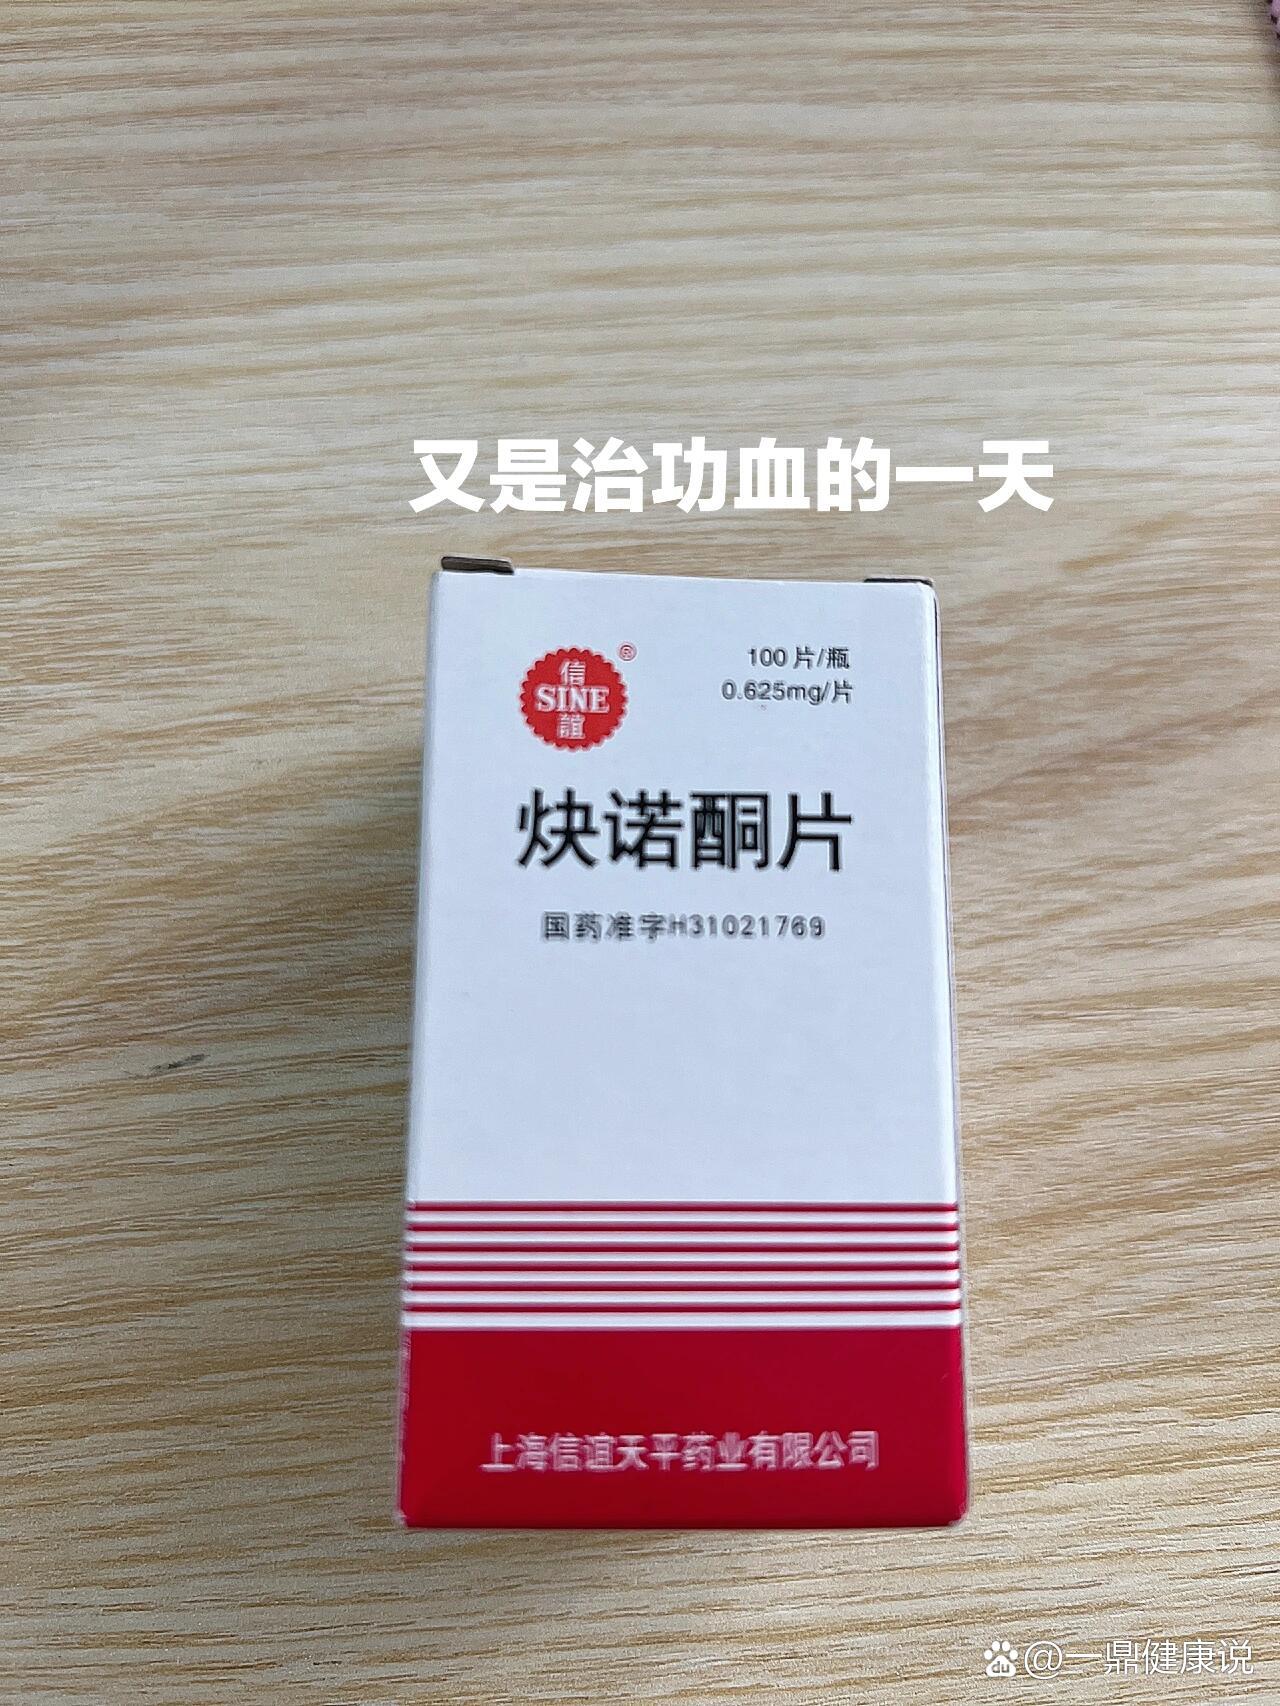 又是治功血的一天
信
SINE
誼
®
100片/瓶
0.625mg/片
炔诺酮片
国药准字H31021769
上海信谊天平药业有限公司
@一鼎健康说